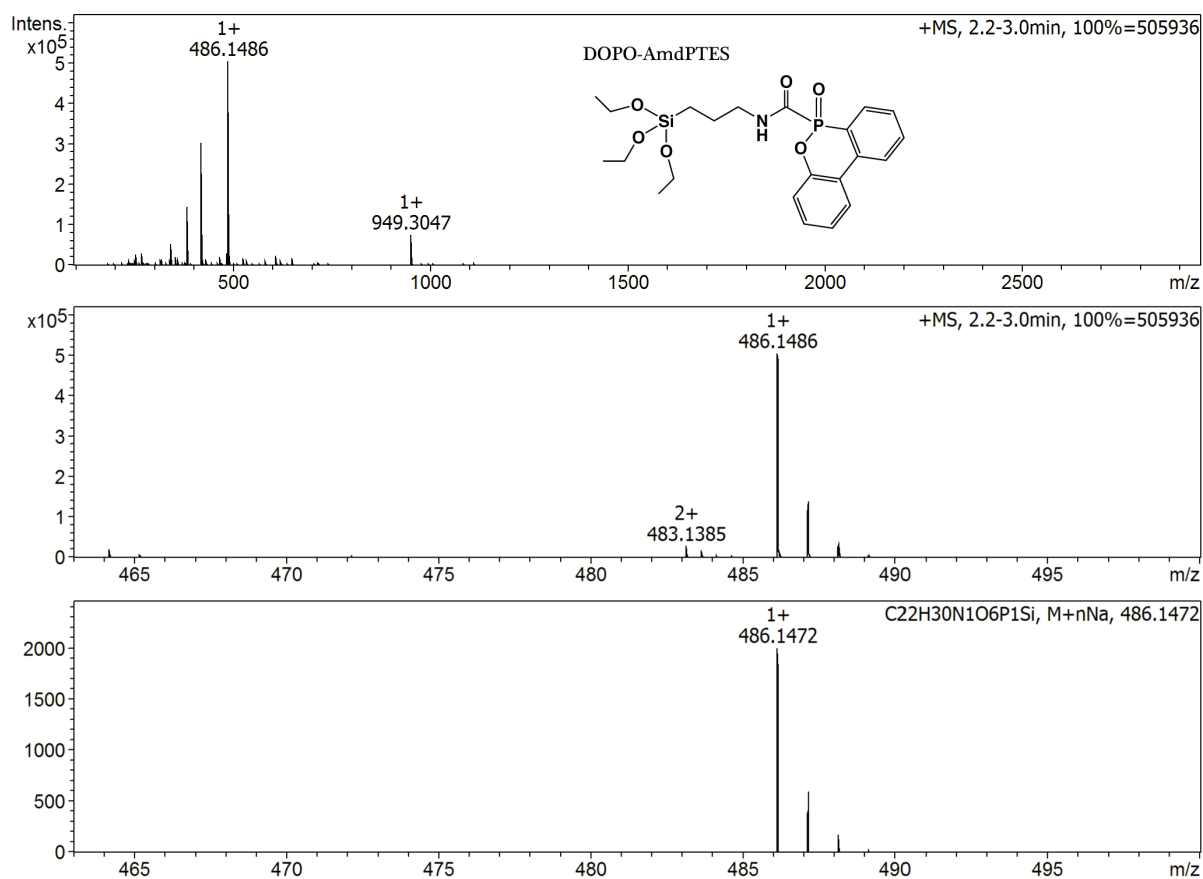 Intens.
x10^5
+MS, 2.2-3.0min, 100%=505936
1+
486.1486
DOPO-AmdPTES
O
O
O
Si
O
O
N
H
P
O
1+
949.3047
5
4
3
2
1
0
500
1000
1500
2000
2500
m/z
x10^5
+MS, 2.2-3.0min, 100%=505936
1+
486.1486
2+
483.1385
5
4
3
2
1
0
465
470
475
480
485
490
495
m/z
C22H30N1O6P1Si, M+nNa, 486.1472
1+
486.1472
2000
1500
1000
500
0
465
470
475
480
485
490
495
m/z